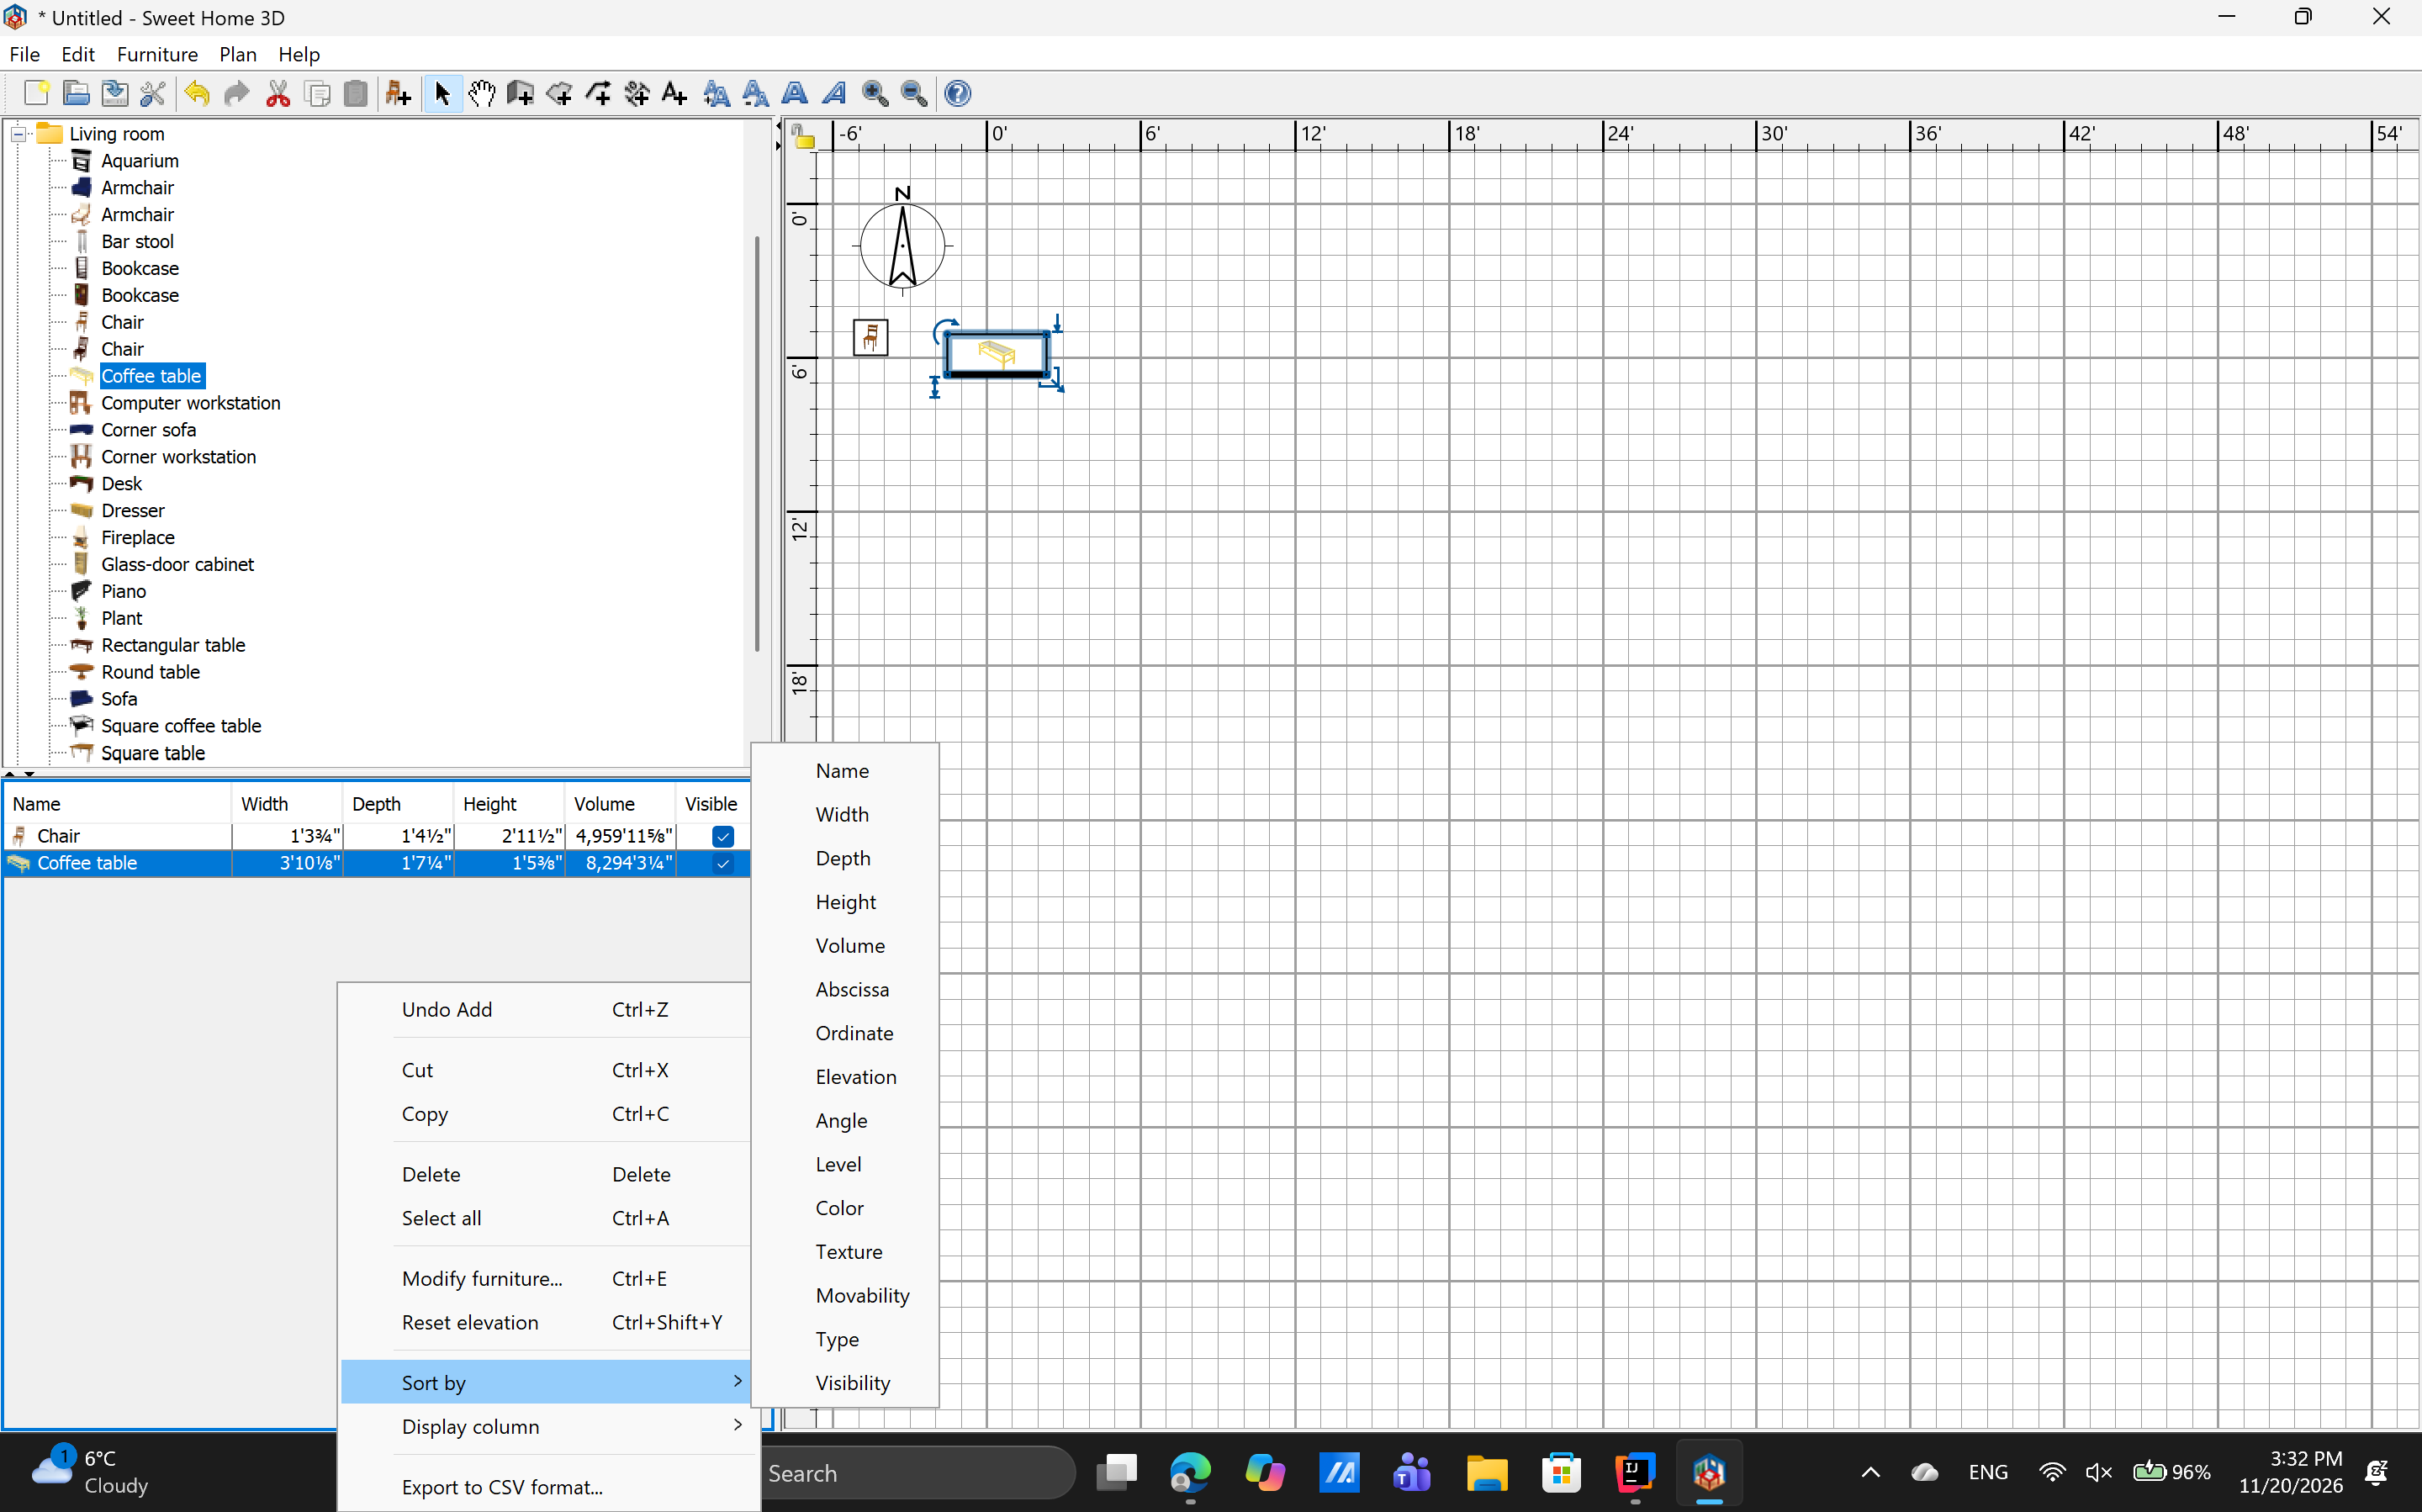 * Untitled - Sweet Home 3D
File Edit Furniture Plan Help
Living room
Aquarium
Armchair
Armchair
Bar stool
Bookcase
Bookcase
Chair
Chair
Coffee table
Computer workstation
Corner sofa
Corner workstation
Desk
Dresser
Fireplace
Glass-door cabinet
Piano
Plant
Rectangular table
Round table
Sofa
Square coffee table
Square table
-6' 0' 6' 12' 18' 24' 30' 36' 42' 48' 54'
0'
6'
12'
18'
N
Name Width Depth Height Volume Visible
Chair 1'3¾" 1'4½" 2'11½" 4,959'11⅝"
Coffee table 3'10⅛" 1'7¼" 1'5⅜" 8,294'3¼"
Undo Add Ctrl+Z
Cut Ctrl+X
Copy Ctrl+C
Delete Delete
Select all Ctrl+A
Modify furniture... Ctrl+E
Reset elevation Ctrl+Shift+Y
Sort by
Display column
Export to CSV format...
Name
Width
Depth
Height
Volume
Abscissa
Ordinate
Elevation
Angle
Level
Color
Texture
Movability
Type
Visibility
1
6°C
Cloudy
Search
ENG
96%
3:32 PM
11/20/2026